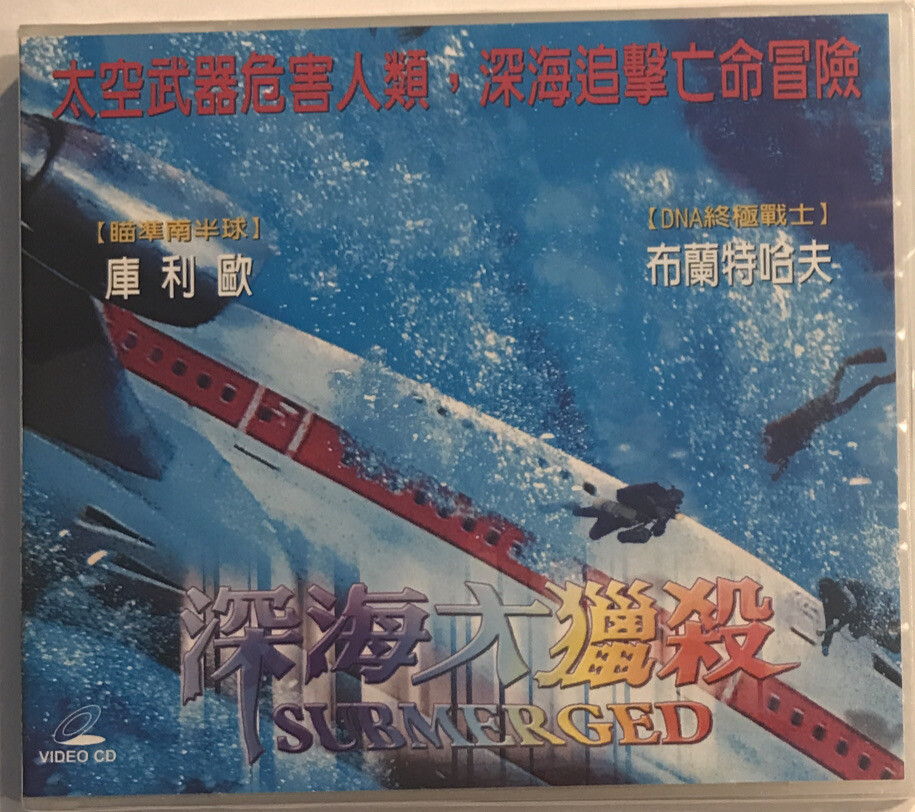 太空武器危害人類，深海追擊亡命冒險
【瞄準南半球】
庫利歐
【DNA終極戰士】
布蘭特哈夫
深海大獵殺
SUBMERGED
VIDEO CD